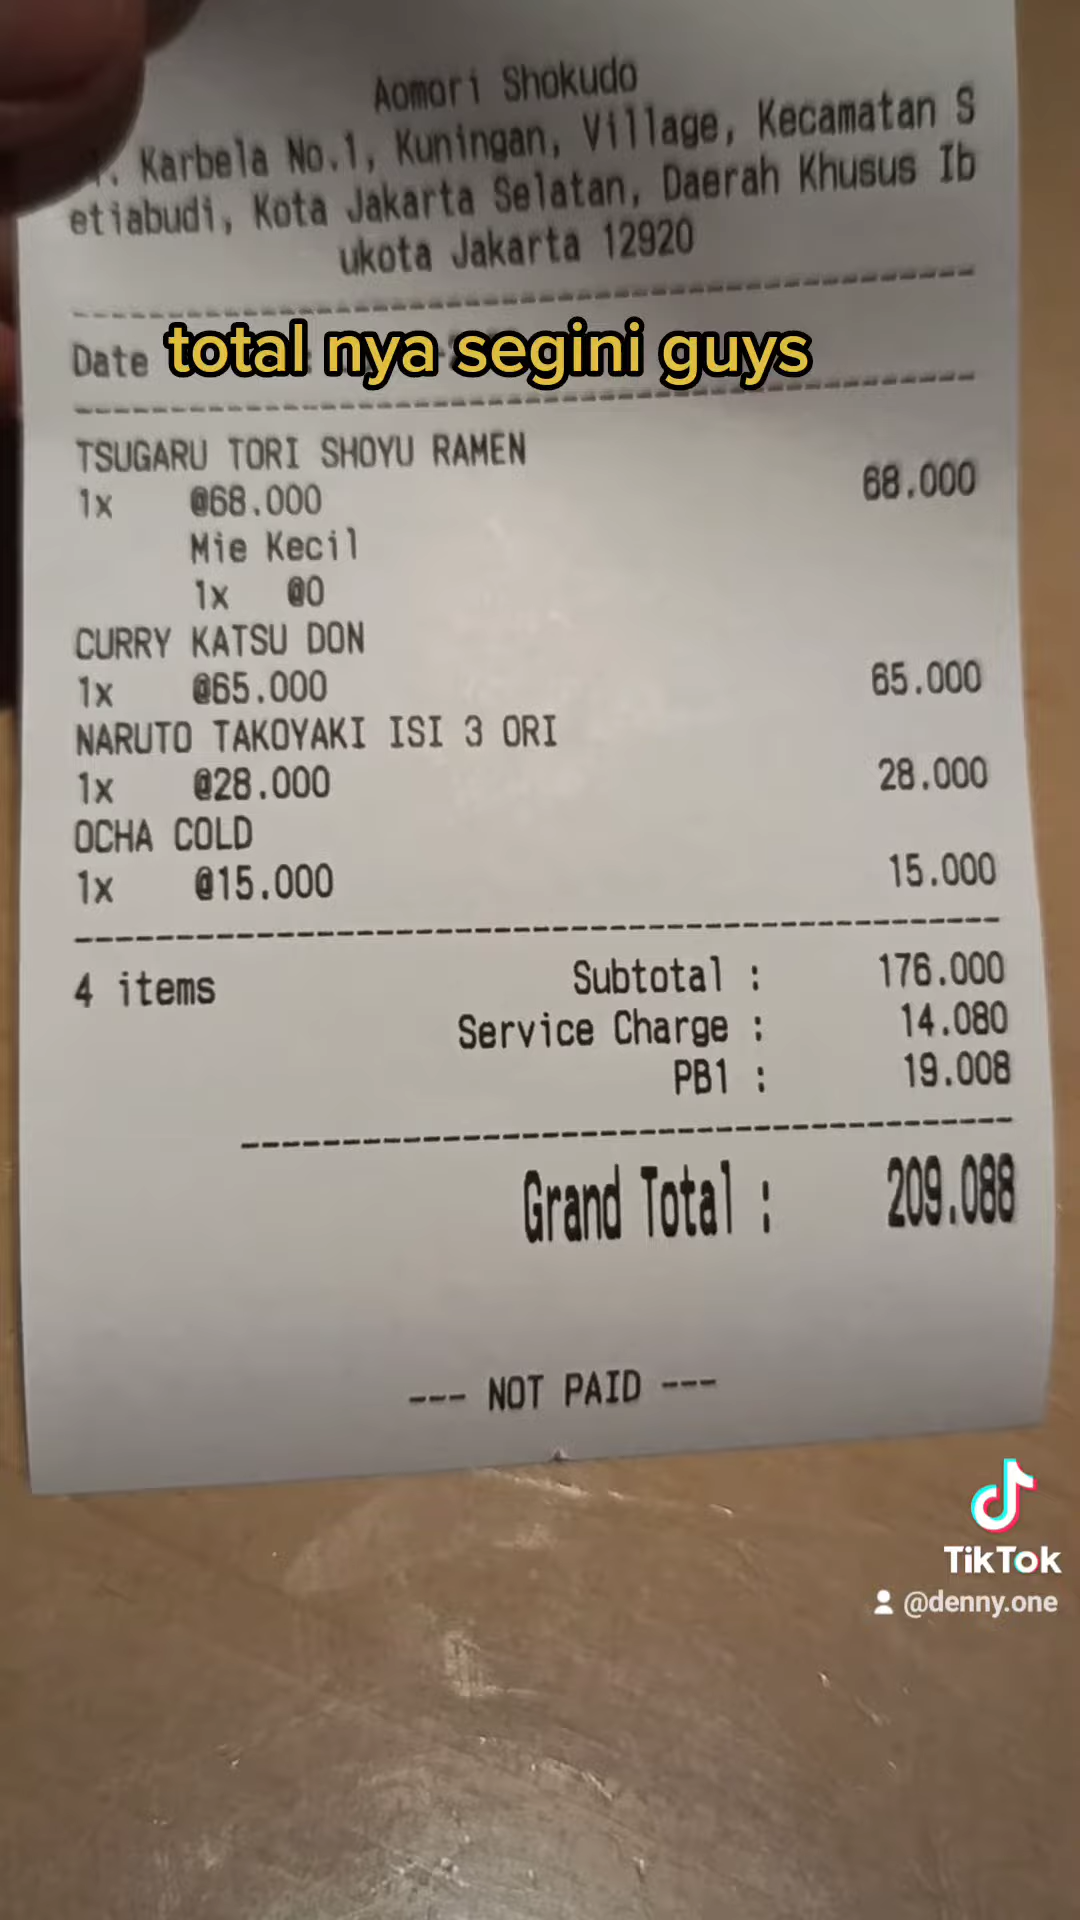 Aomori Shokudo
Karbela No.1, Kuningan, Village, Kecamatan S
etiabudi, Kota Jakarta Selatan, Daerah Khusus Ib
ukota Jakarta 12920
Date
total nya segini guys
TSUGARU TORI SHOYU RAMEN
1x @68.000 68.000
Mie Kecil
1x @0
CURRY KATSU DON
1x @65.000 65.000
NARUTO TAKOYAKI ISI 3 ORI
1x @28.000 28.000
OCHA COLD
1x @15.000 15.000
4 items Subtotal : 176.000
Service Charge : 14.080
PB1 : 19.008
Grand Total : 209.088
--- NOT PAID ---
TikTok
@denny.one